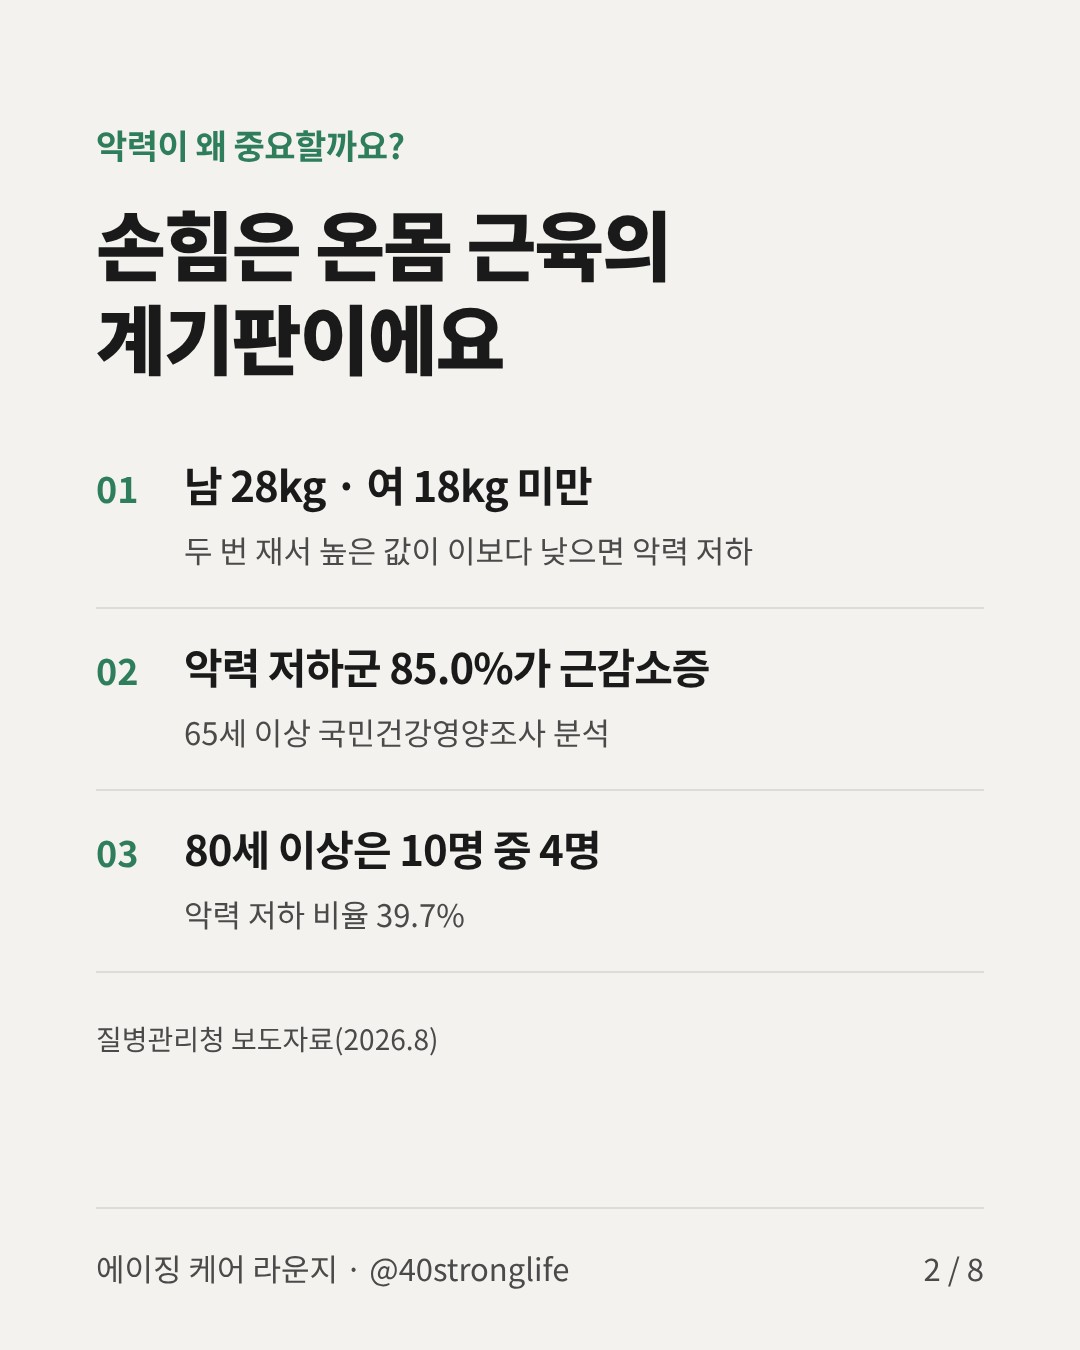 악력이 왜 중요할까요?
손힘은 온몸 근육의
계기판이에요
01 남 28kg · 여 18kg 미만
두 번 재서 높은 값이 이보다 낮으면 악력 저하
02 악력 저하군 85.0%가 근감소증
65세 이상 국민건강영양조사 분석
03 80세 이상은 10명 중 4명
악력 저하 비율 39.7%
질병관리청 보도자료(2026.8)
에이징 케어 라운지 · @40stronglife 2 / 8